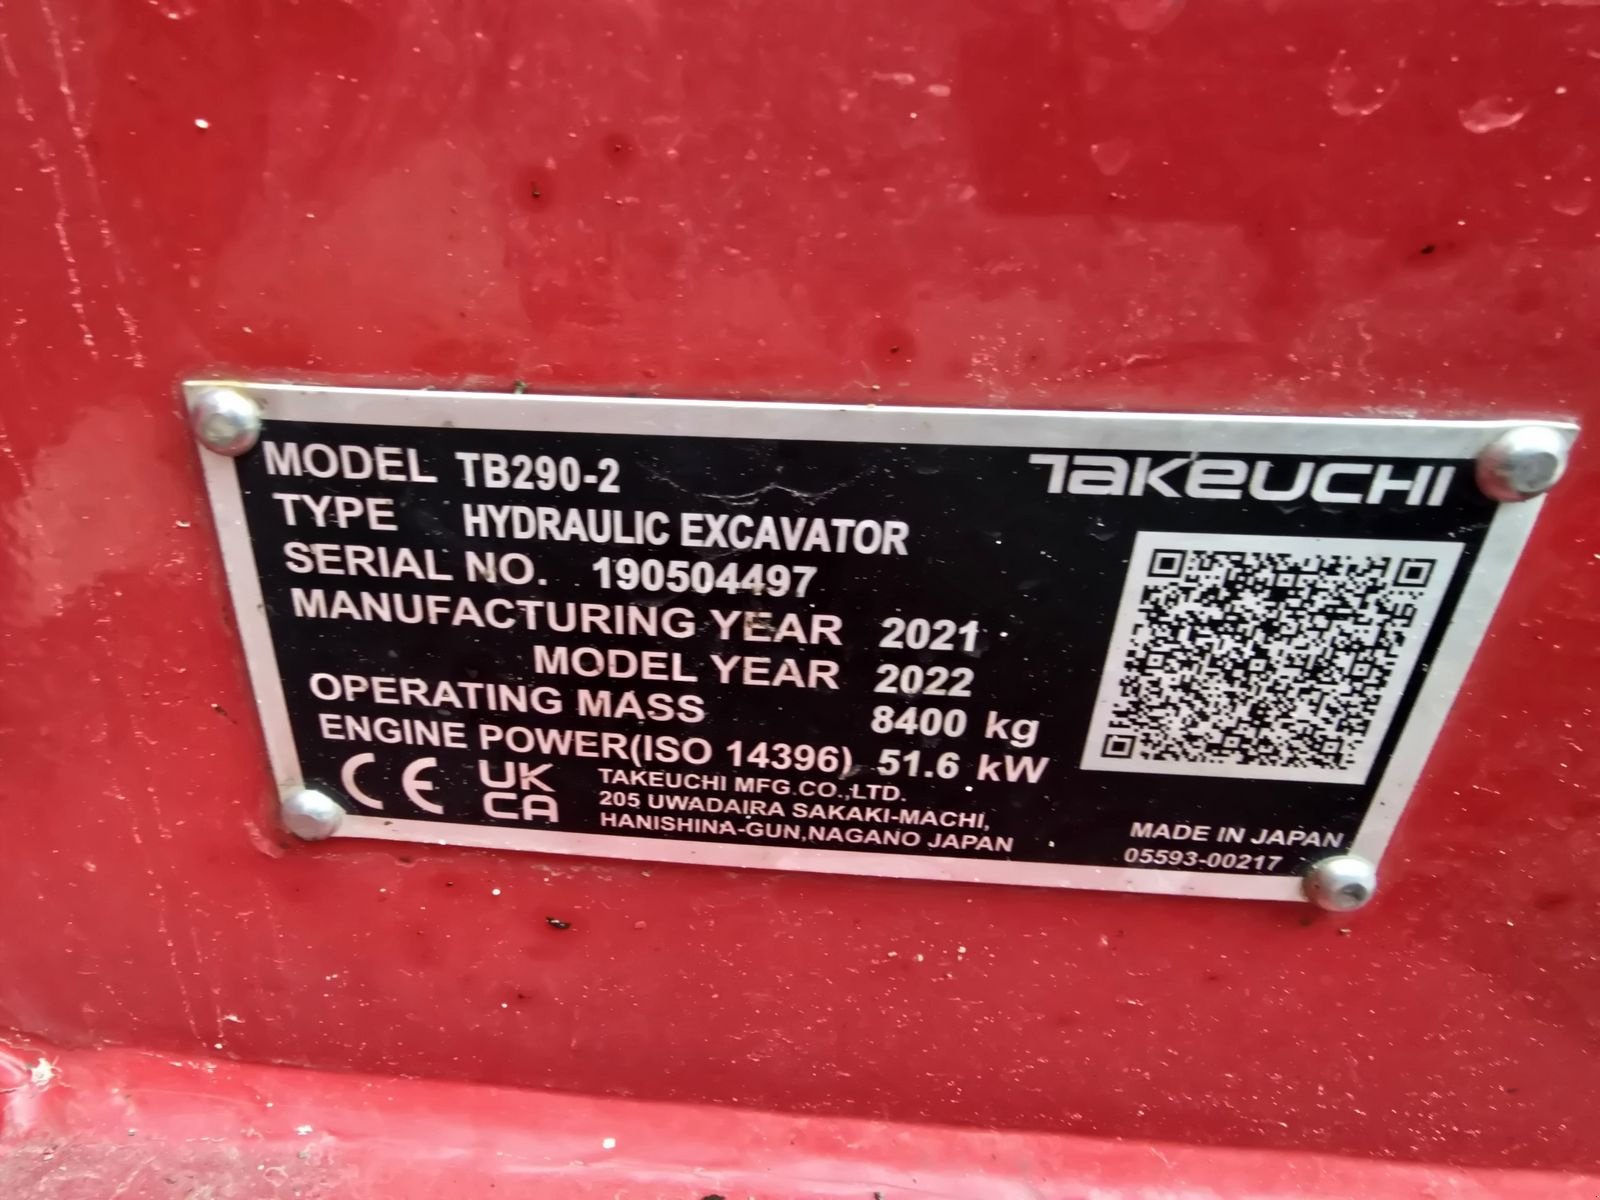 MODEL TB290-2
TAKEUCHI
TYPE HYDRAULIC EXCAVATOR
SERIAL NO. 190504497
MANUFACTURING YEAR 2021
MODEL YEAR 2022
OPERATING MASS 8400 kg
ENGINE POWER(ISO 14396) 51.6 kW
CE UK CA
TAKEUCHI MFG.CO.,LTD.
205 UWADAIRA SAKAKI-MACHI,
HANISHINA-GUN,NAGANO JAPAN
MADE IN JAPAN
05593-00217